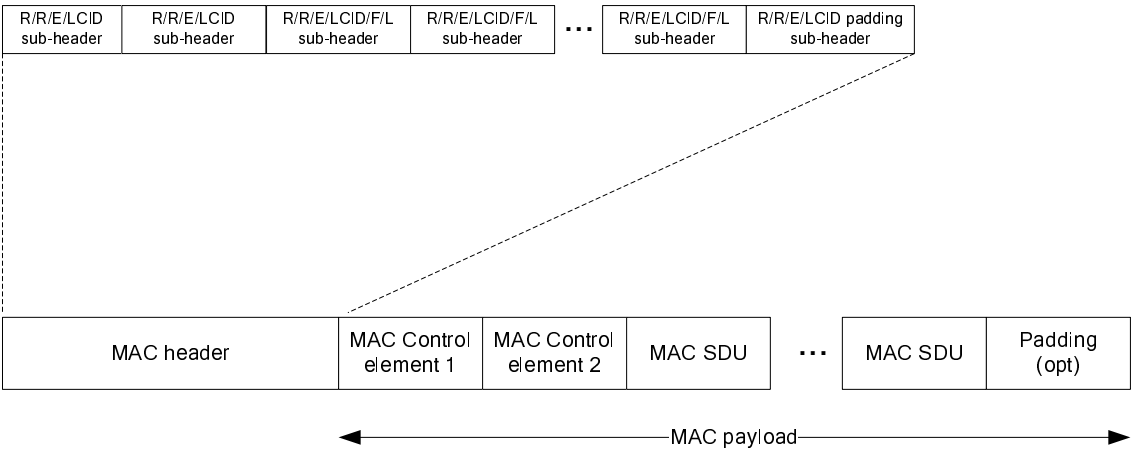 R/R/E/LCID
sub-header
R/R/E/LCID
sub-header
R/R/E/LCID/F/L
sub-header
R/R/E/LCID/F/L
sub-header
...
R/R/E/LCID/F/L
sub-header
R/R/E/LCID padding
sub-header
MAC header
MAC Control
element 1
MAC Control
element 2
MAC SDU
...
MAC SDU
Padding
(opt)
MAC payload